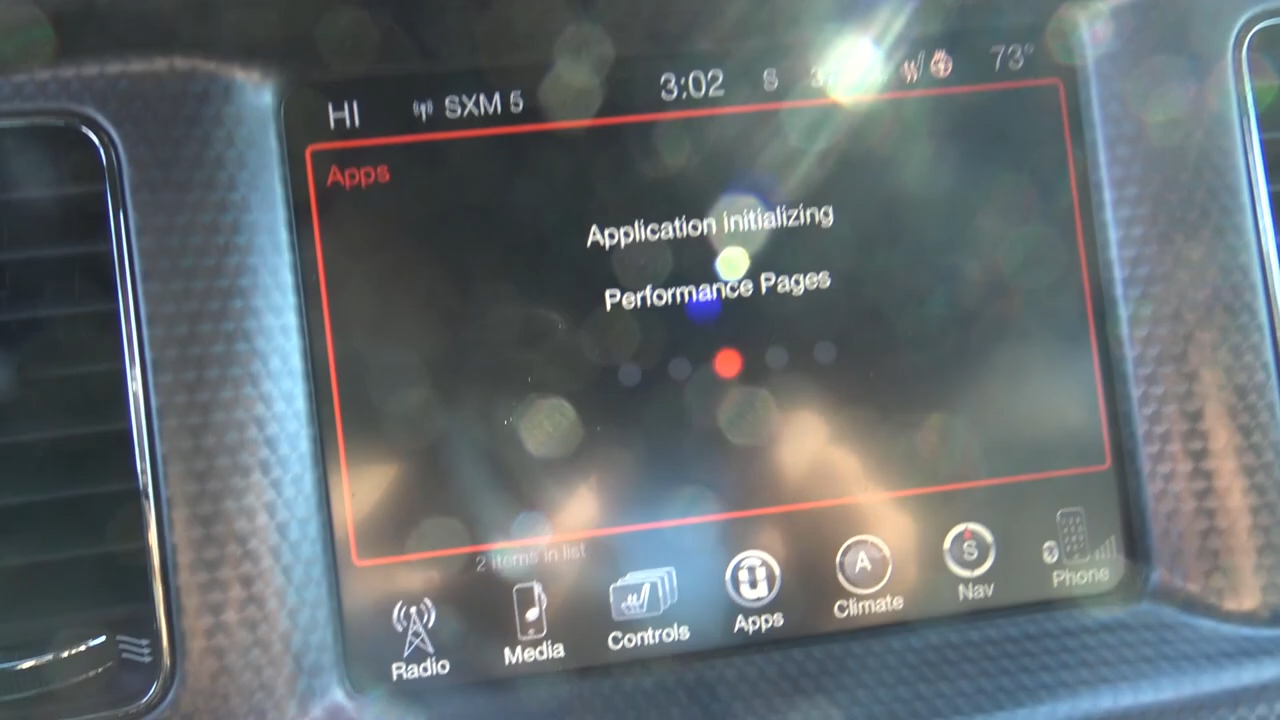 HI SXM 5 3:02 S 73°
Apps
Application initializing
Performance Pages
2 items in list
Radio Media Controls Apps A Climate S Nav Phone